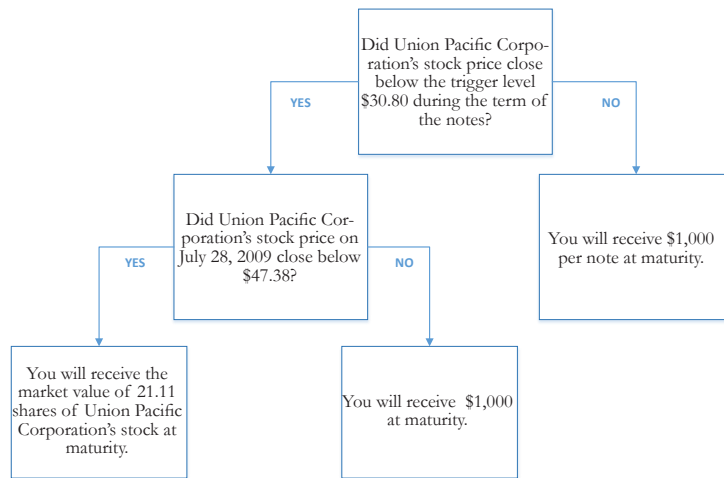 Did Union Pacific Corpo-
ration's stock price close
below the trigger level
$30.80 during the term of
the notes?
YES
NO
Did Union Pacific Cor-
poration's stock price on
July 28, 2009 close below
$47.38?
You will receive $1,000
per note at maturity.
YES
NO
You will receive the
market value of 21.11
shares of Union Pacific
Corporation's stock at
maturity.
You will receive $1,000
at maturity.